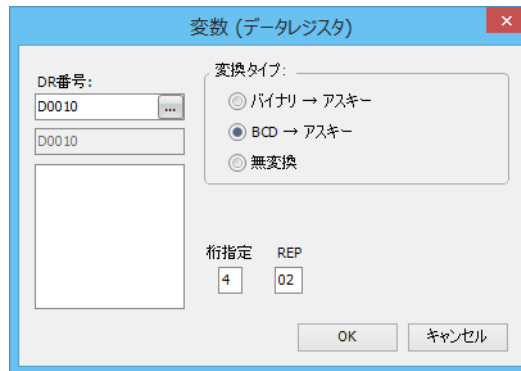 変数 (データレジスタ)
DR番号:
D0010
...
D0010
変換タイプ:
バイナリ → アスキー
BCD → アスキー
無変換
桁指定 REP
4 02
OK キャンセル